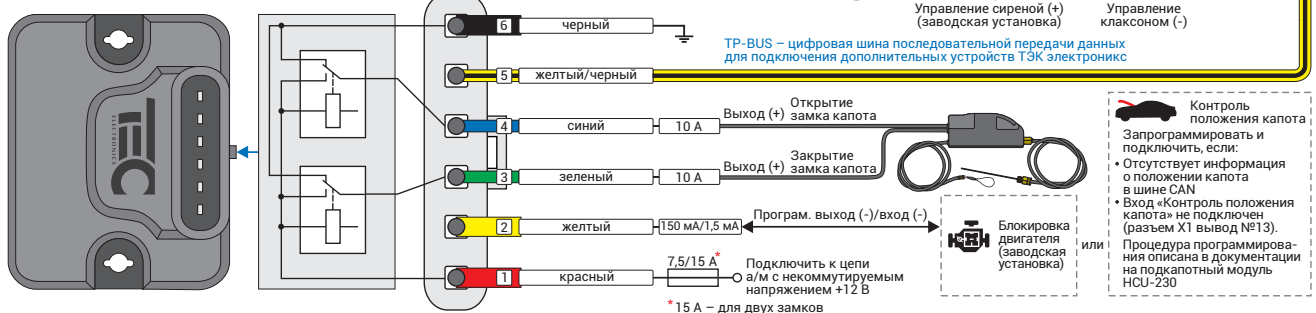 Управление сиреной (+)
(заводская установка)
Управление
клаксоном (-)
6 черный
TP-BUS – цифровая шина последовательной передачи данных
для подключения дополнительных устройств ТЭК электроникс
5 желтый/черный
4 синий 10 А Выход (+) Открытие
замка капота
3 зеленый 10 А Выход (+) Закрытие
замка капота
2 желтый 150 мА/1,5 мА Програм. выход (-)/вход (-)
Блокировка
двигателя
(заводская
установка)
или
1 красный 7,5/15 А*
Подключить к цепи
а/м с некоммутируемым
напряжением +12 В
*15 А – для двух замков
Контроль
положения капота
Запрограммировать и
подключить, если:
• Отсутствует информация
о положении капота
в шине CAN
• Вход «Контроль положения
капота» не подключен
(разъем X1 вывод №13).
Процедура программирова-
ния описана в документации
на подкапотный модуль
HCU-230
TEC
ELECTRONICS